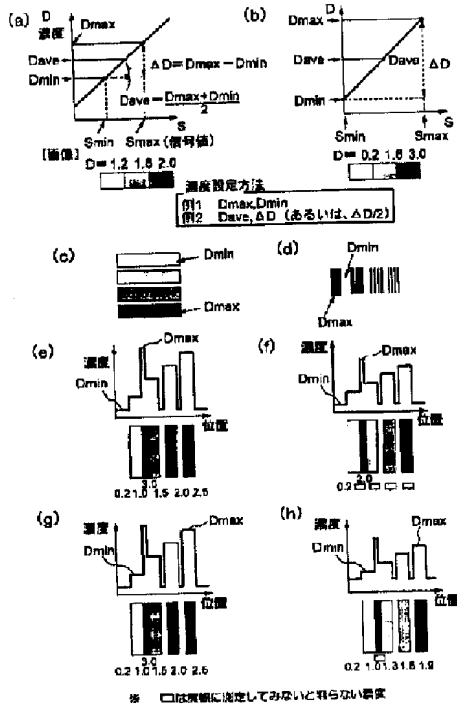 (a)
D
濃度
Dmax
Dave
Dmin
ΔD=Dmax−Dmin
Dave=Dmax+Dmin
2
S
Smin
Smax (信号値)
[画像]
D= 1.2 1.6 2.0
(b)
D
Dmax
Dave
Dave
ΔD
Dmin
Smin
S
Smax
D= 0.2 1.6 3.0
濃度設定方法
例1 Dmax,Dmin
例2 Dave,ΔD (あるいは、ΔD/2)
(c)
Dmin
Dmax
(d)
Dmin
Dmax
(e)
濃度
Dmax
Dmin
位置
3.0
0.2 1.0 1.5 2.0 2.5
(f)
濃度
Dmax
Dmin
位置
2.0
0.2
(g)
濃度
Dmax
Dmin
位置
3.0
0.2 1.0 1.5 2.0 2.5
(h)
濃度
Dmax
Dmin
位置
0.2 1.0 1.3 1.6 1.9
※ は実際に測定してみないと判らない濃度